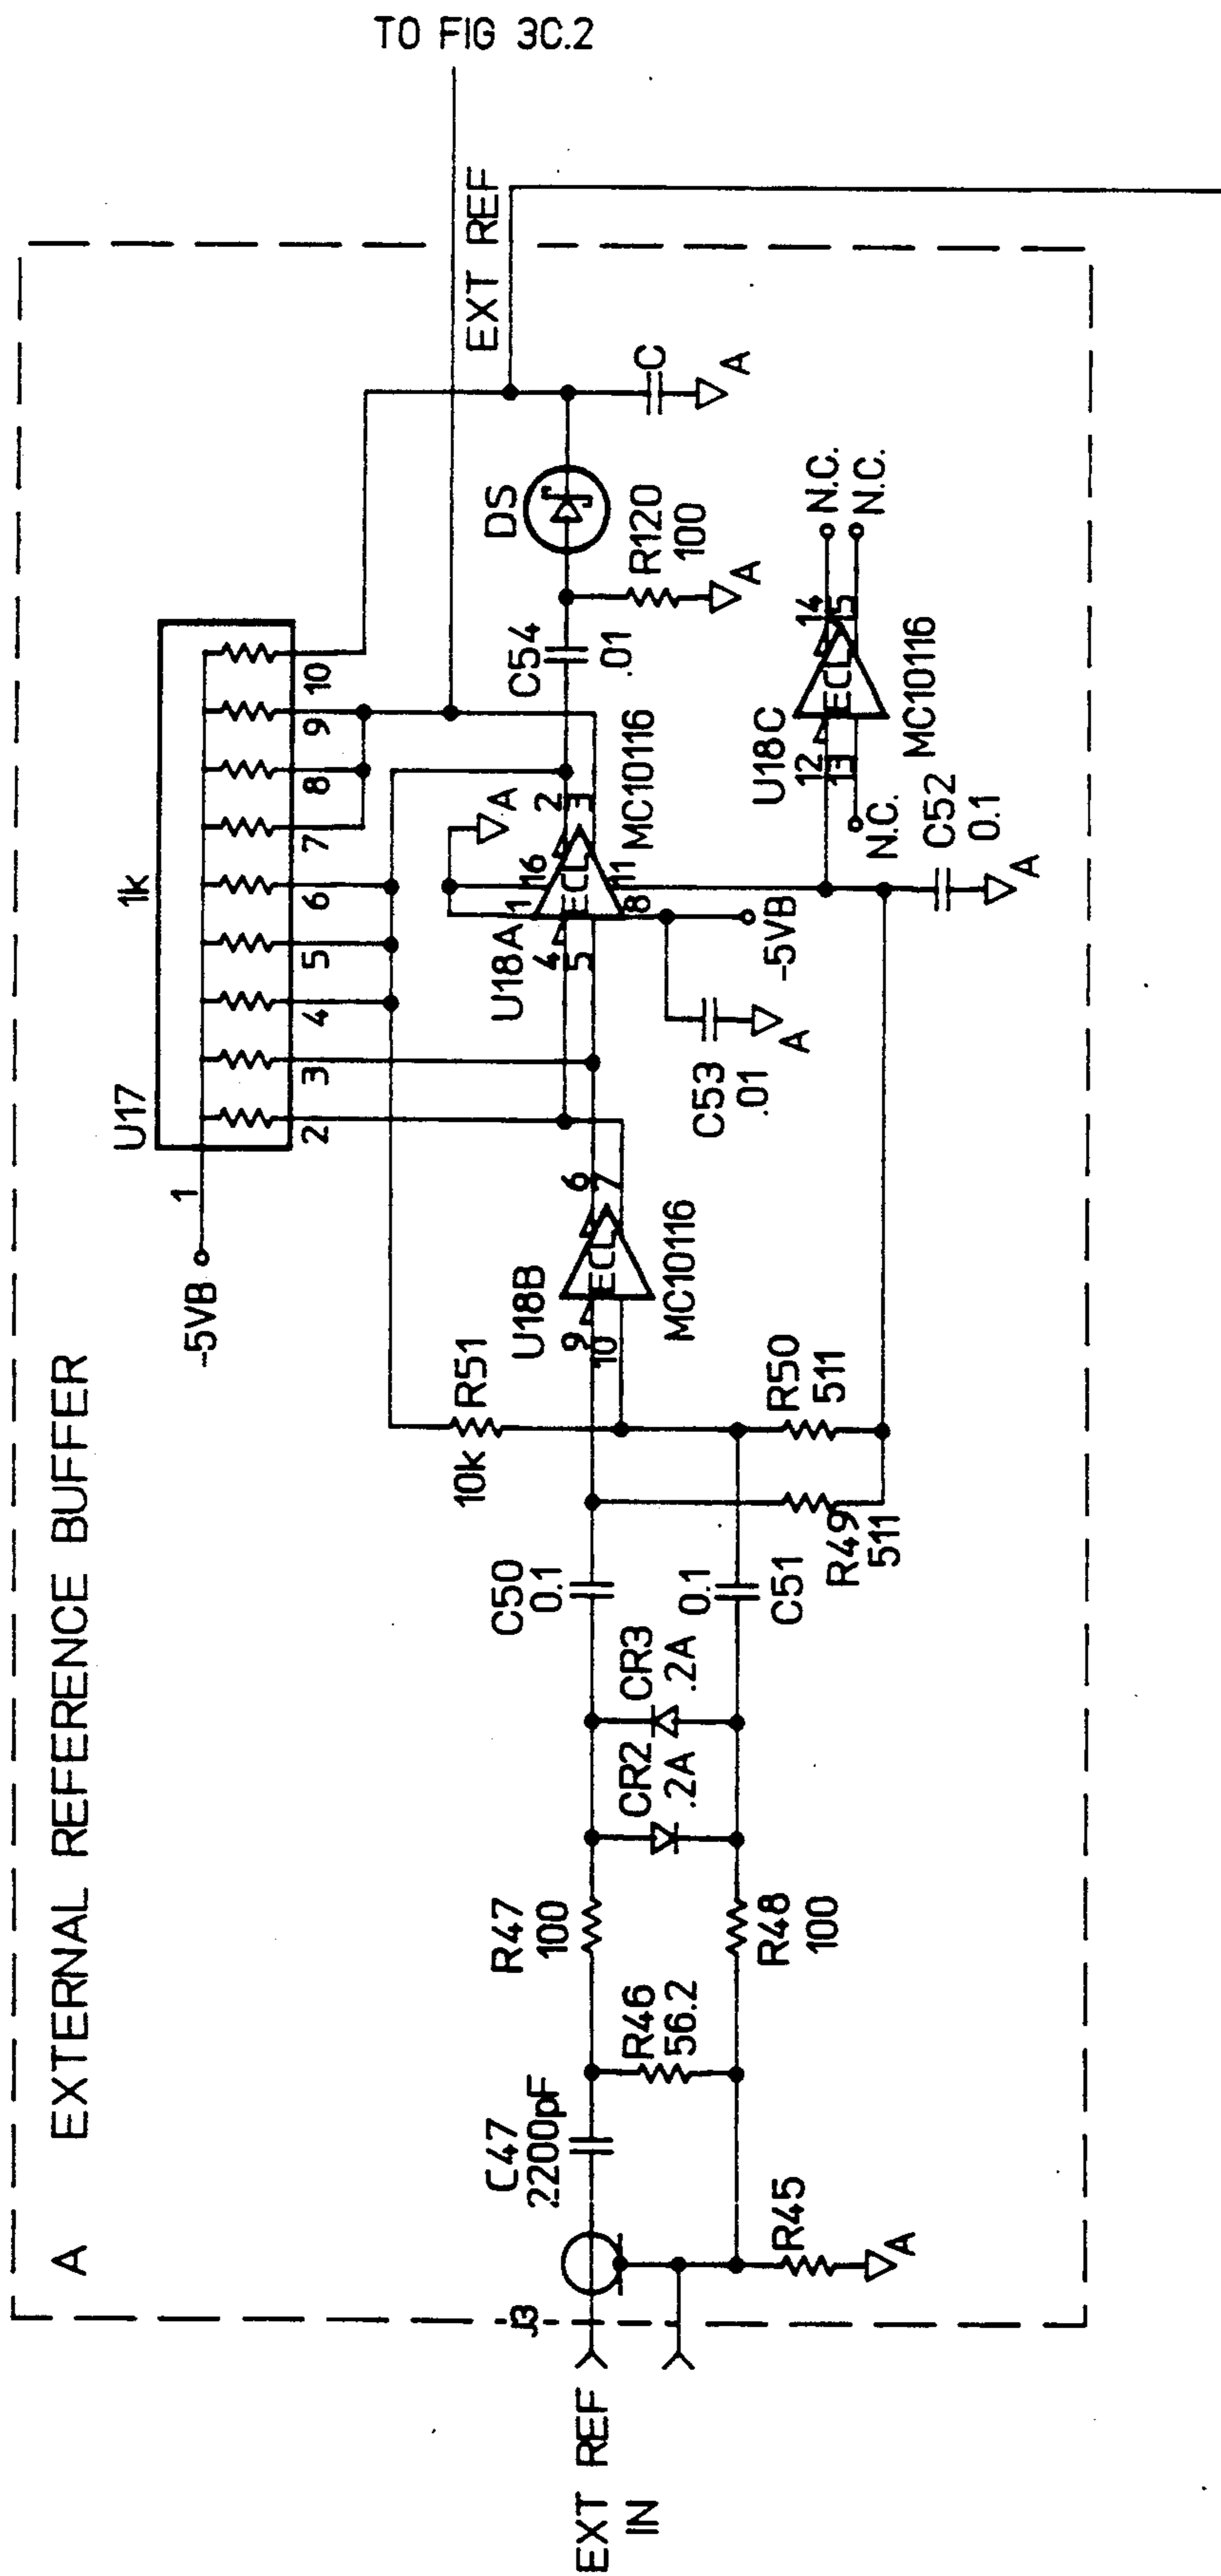 TO FIG 3C.2
A EXTERNAL REFERENCE BUFFER
EXT REF
IN
J3
C47
2200pF
R45
A
R46
56.2
R47
100
R48
100
CR2
.2A
CR3
.2A
C50
0.1
0.1
C51
R49
511
R50
511
10k
R51
U18B
9
10
ECL
6
7
MC10116
-5VB
1
U17
1k
2
3
4
5
6
7
8
9
10
U18A
4
5
1
16
ECL
8
11
2
3
MC10116
A
C53
.01
A
-5VB
C52
0.1
A
U18C
12
13
N.C.
ECL
14
15
MC10116
N.C.
N.C.
C54
.01
R120
100
A
DS
C
A
EXT REF